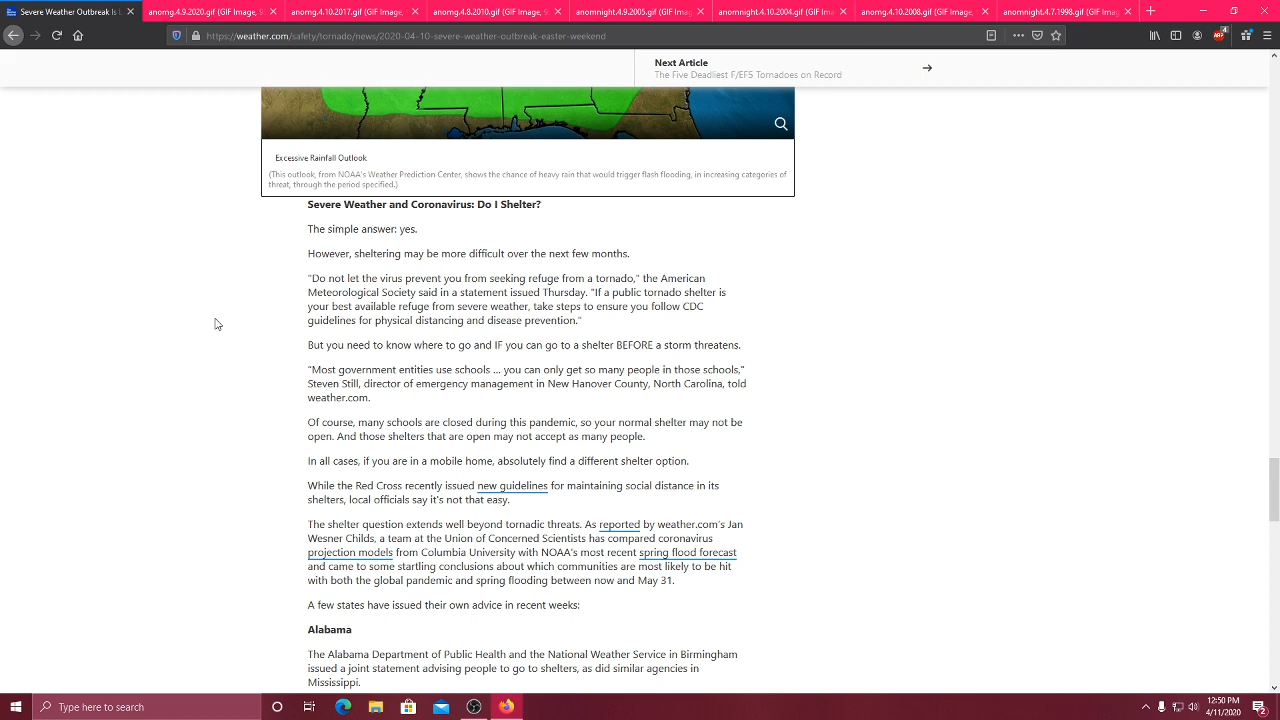 Severe Weather Outbreak Is
anomg.4.9.2020.gif (GIF Image, 9
anomg.4.10.2017.gif (GIF Image,
anomg.4.8.2010.gif (GIF Image, 9
anomnight.4.9.2005.gif (GIF Imag
anomnight.4.10.2004.gif (GIF Ima
anomg.4.10.2008.gif (GIF Image,
anomnight.4.7.1998.gif (GIF Imag
https://weather.com/safety/tornado/news/2020-04-10-severe-weather-outbreak-easter-weekend
Next Article
The Five Deadliest F/EF5 Tornadoes on Record
Excessive Rainfall Outlook
(This outlook, from NOAA's Weather Prediction Center, shows the chance of heavy rain that would trigger flash flooding, in increasing categories of
threat, through the period specified.)
Severe Weather and Coronavirus: Do I Shelter?
The simple answer: yes.
However, sheltering may be more difficult over the next few months.
"Do not let the virus prevent you from seeking refuge from a tornado," the American
Meteorological Society said in a statement issued Thursday. "If a public tornado shelter is
your best available refuge from severe weather, take steps to ensure you follow CDC
guidelines for physical distancing and disease prevention."
But you need to know where to go and IF you can go to a shelter BEFORE a storm threatens.
"Most government entities use schools ... you can only get so many people in those schools,"
Steven Still, director of emergency management in New Hanover County, North Carolina, told
weather.com.
Of course, many schools are closed during this pandemic, so your normal shelter may not be
open. And those shelters that are open may not accept as many people.
In all cases, if you are in a mobile home, absolutely find a different shelter option.
While the Red Cross recently issued new guidelines for maintaining social distance in its
shelters, local officials say it's not that easy.
The shelter question extends well beyond tornadic threats. As reported by weather.com's Jan
Wesner Childs, a team at the Union of Concerned Scientists has compared coronavirus
projection models from Columbia University with NOAA's most recent spring flood forecast
and came to some startling conclusions about which communities are most likely to be hit
with both the global pandemic and spring flooding between now and May 31.
A few states have issued their own advice in recent weeks:
Alabama
The Alabama Department of Public Health and the National Weather Service in Birmingham
issued a joint statement advising people to go to shelters, as did similar agencies in
Mississippi.
Type here to search
12:50 PM
4/11/2020
2